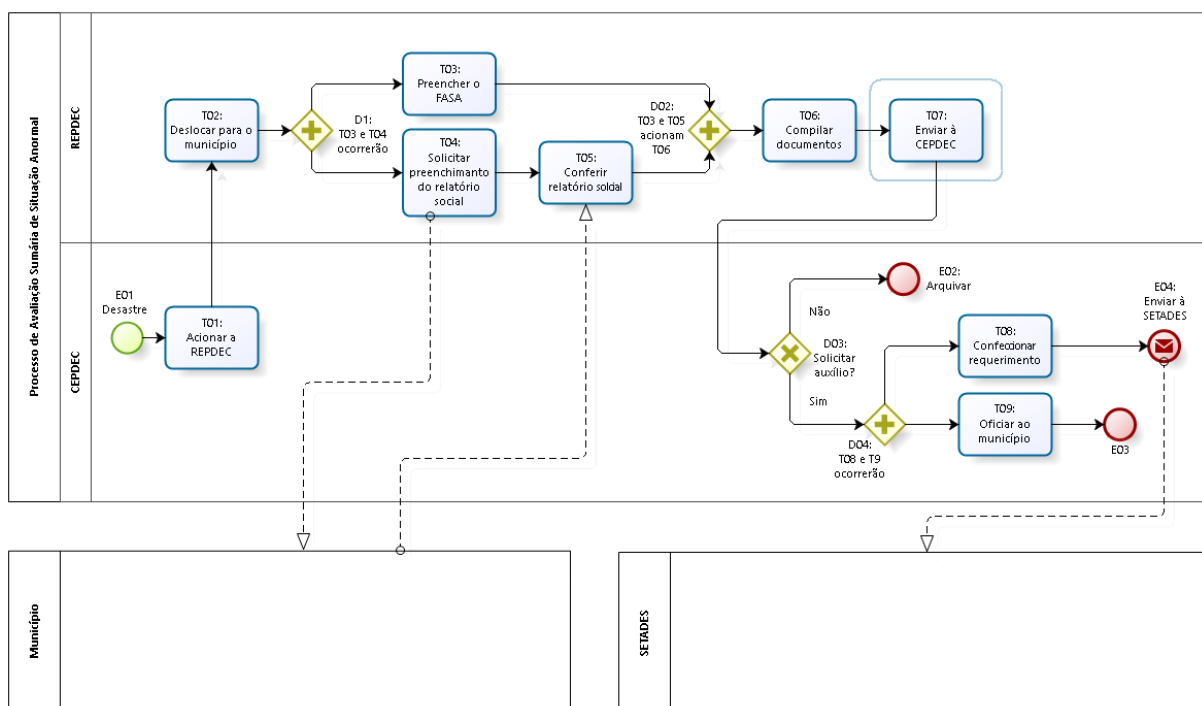 Processo de Avaliação Sumária de Situação Anormal
REPDEC
T02:
Deslocar para o
município
D1:
T03 e T04
ocorrerão
T03:
Preencher o
FASA
T04:
Solicitar
preenchimanto
do relatório
social
T05:
Conferir
relatório soldal
D02:
T03 e T05
acionam
T06
T06:
Compilar
documentos
T07:
Enviar à
CEPDEC
CEPDEC
E01
Desastre
T01:
Acionar a
REPDEC
Não
D03:
Solicitar
auxílio?
Sim
E02:
Arquivar
D04:
T08 e T9
ocorrerão
T08:
Confeccionar
requerimento
T09:
Oficiar ao
município
E04:
Enviar à
SETADES
E03
Município
SETADES